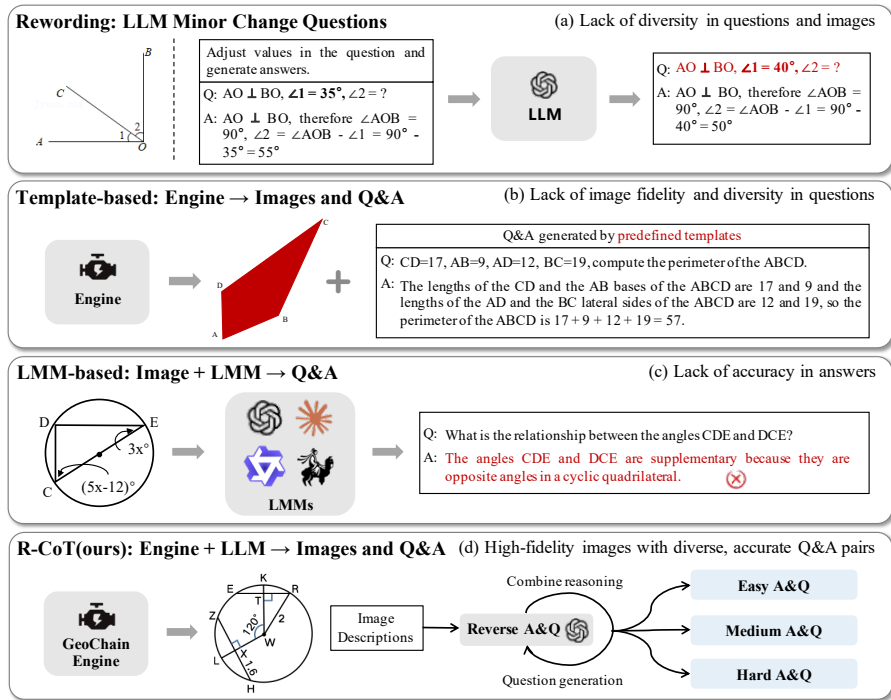 Rewording: LLM Minor Change Questions
(a) Lack of diversity in questions and images
B
C
2
1
A
O
Adjust values in the question and
generate answers.
Q: AO ⊥ BO, ∠1 = 35°, ∠2 = ?
A: AO ⊥ BO, therefore ∠AOB =
90°, ∠2 = ∠AOB - ∠1 = 90° -
35° = 55°
LLM
Q: AO ⊥ BO, ∠1 = 40°, ∠2 = ?
A: AO ⊥ BO, therefore ∠AOB =
90°, ∠2 = ∠AOB - ∠1 = 90° -
40° = 50°
Template-based: Engine → Images and Q&A
(b) Lack of image fidelity and diversity in questions
Engine
C
D
B
A
Q&A generated by predefined templates
Q: CD=17, AB=9, AD=12, BC=19, compute the perimeter of the ABCD.
A: The lengths of the CD and the AB bases of the ABCD are 17 and 9 and the
lengths of the AD and the BC lateral sides of the ABCD are 12 and 19, so the
perimeter of the ABCD is 17 + 9 + 12 + 19 = 57.
LMM-based: Image + LMM → Q&A
(c) Lack of accuracy in answers
D
E
3x°
C
(5x-12)°
LMMs
Q: What is the relationship between the angles CDE and DCE?
A: The angles CDE and DCE are supplementary because they are
opposite angles in a cyclic quadrilateral.
R-CoT(ours): Engine + LLM → Images and Q&A
(d) High-fidelity images with diverse, accurate Q&A pairs
GeoChain
Engine
K
E
R
T
Z
120°
2
W
L
X
1.6
H
Image
Descriptions
Combine reasoning
Reverse A&Q
Question generation
Easy A&Q
Medium A&Q
Hard A&Q